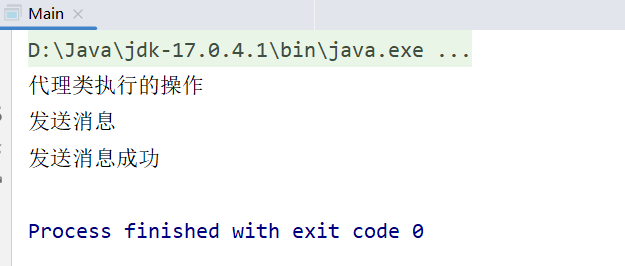 Main
D:\Java\jdk-17.0.4.1\bin\java.exe ...
代理类执行的操作
发送消息
发送消息成功
Process finished with exit code 0